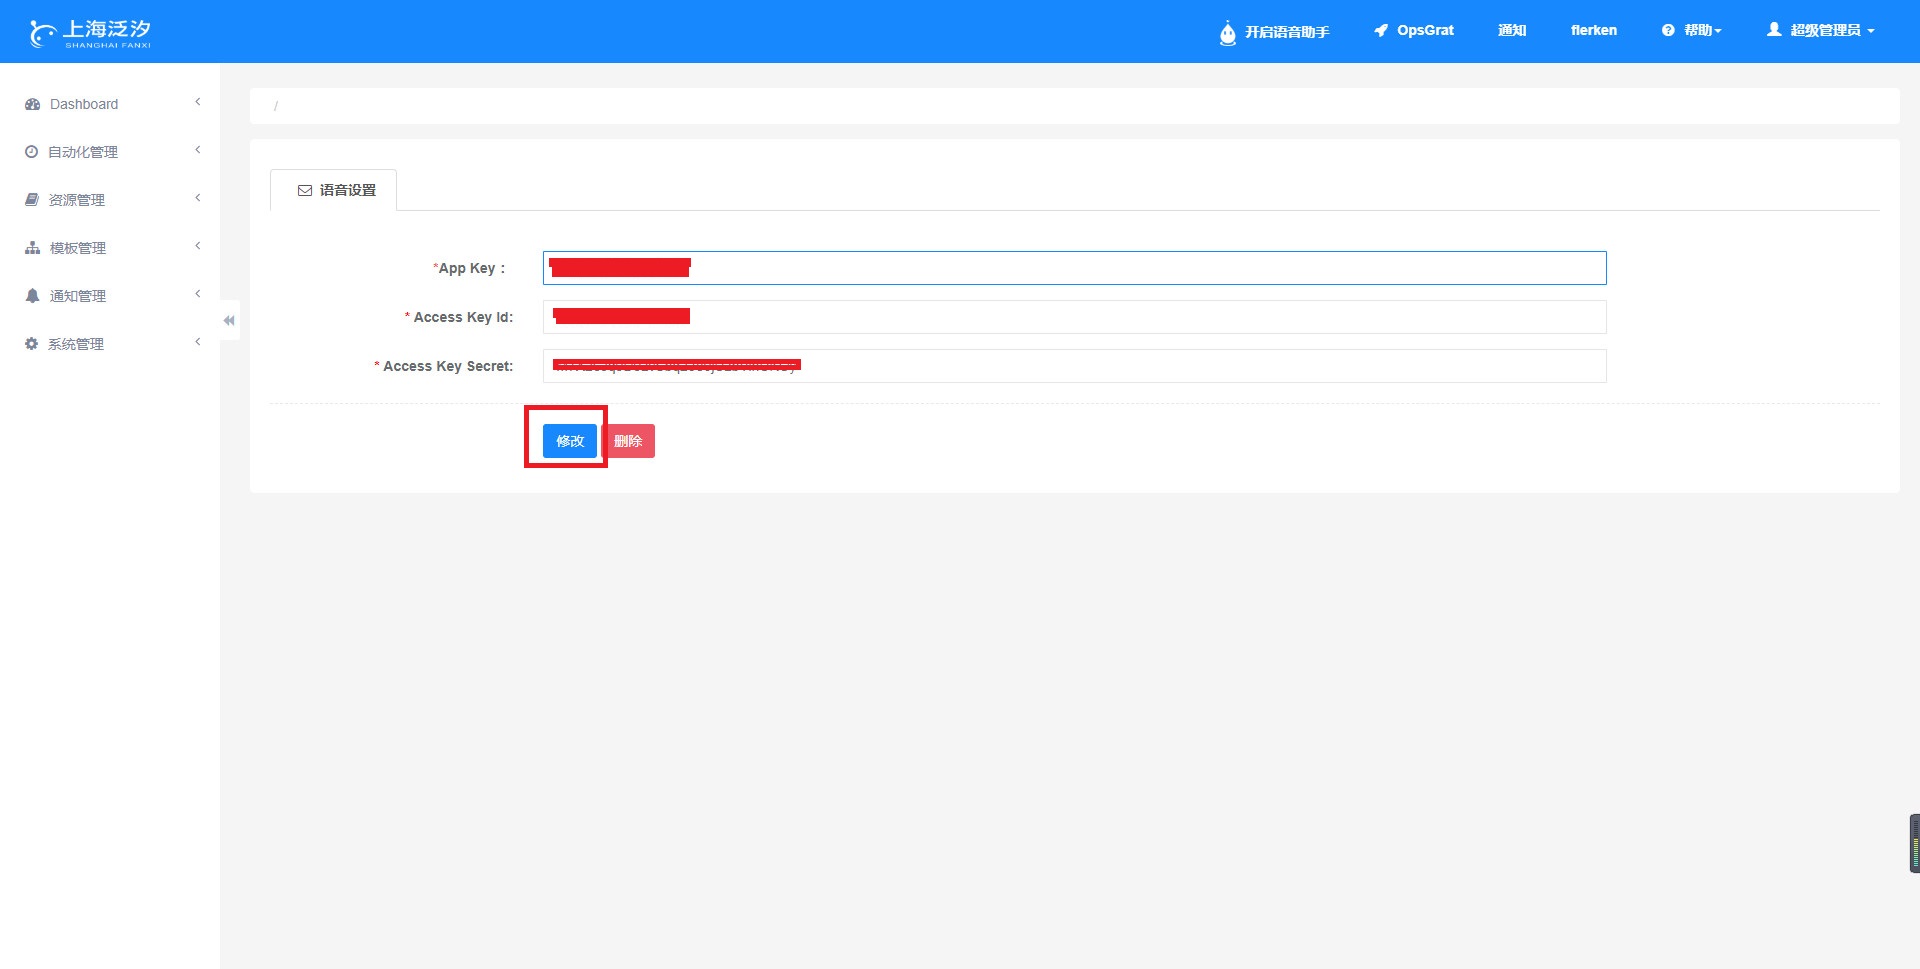 上海泛汐
SHANGHAI FANXI
开启语音助手
OpsGrat
通知
flerken
帮助
超级管理员
Dashboard
自动化管理
资源管理
模板管理
通知管理
系统管理
/
语音设置
*App Key：
* Access Key Id:
* Access Key Secret:
修改
删除